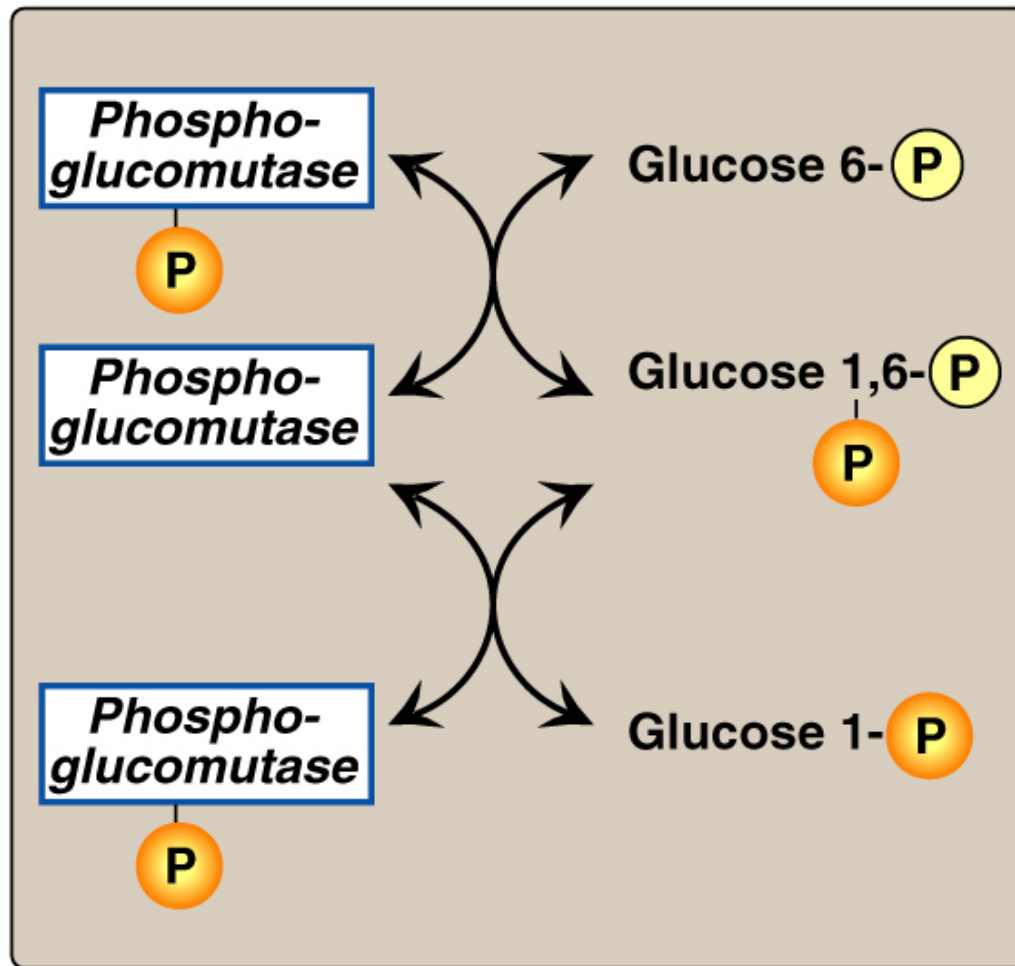 Phospho-
glucomutase
P
Glucose 6- P
Phospho-
glucomutase
Glucose 1,6- P
P
Phospho-
glucomutase
P
Glucose 1- P